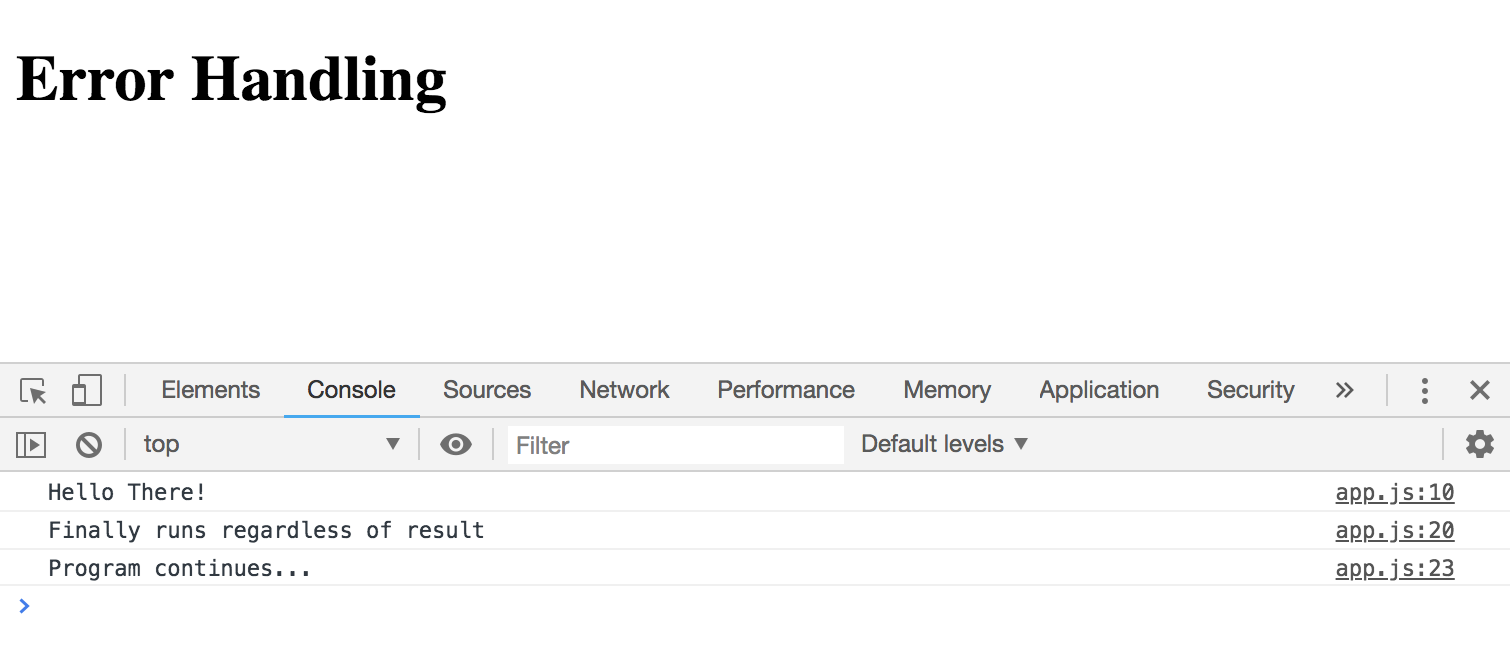 Error Handling
Elements Console Sources Network Performance Memory Application Security
top Filter Default levels
Hello There! app.js:10
Finally runs regardless of result app.js:20
Program continues... app.js:23